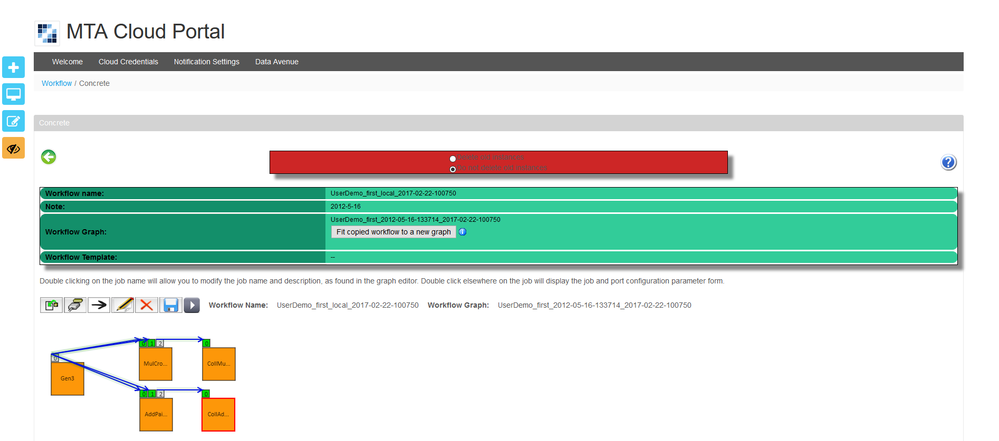 MTA Cloud Portal
Welcome Cloud Credentials Notification Settings Data Avenue
Workflow / Concrete
Concrete
Delete old instances
Do not delete old instances
Workflow name: UserDemo_first_local_2017-02-22-100750
Note: 2012-5-16
UserDemo_first_2012-05-16-133714_2017-02-22-100750
Workflow Graph: Fit copied workflow to a new graph
Workflow Template: --
Double clicking on the job name will allow you to modify the job name and description, as found in the graph editor. Double click elsewhere on the job will display the job and port configuration parameter form.
Workflow Name: UserDemo_first_local_2017-02-22-100750 Workflow Graph: UserDemo_first_2012-05-16-133714_2017-02-22-100750
0 1 2 0
0
MulCro... CollMu...
Gen3
0 1 2 0
AddPai... CollAd...